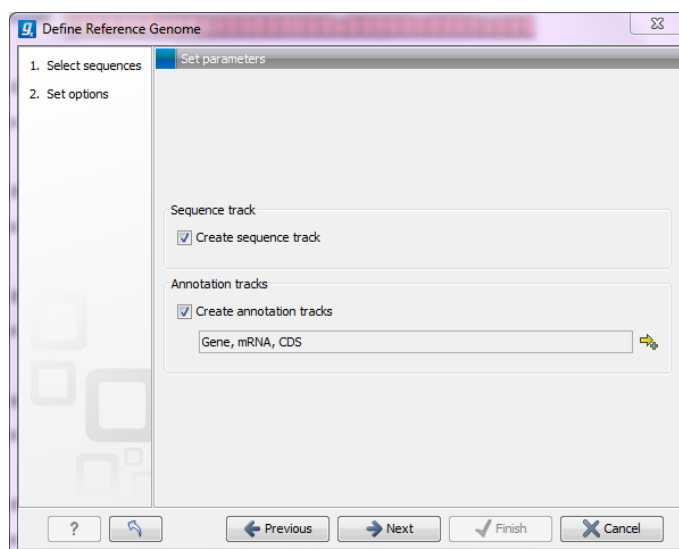 Define Reference Genome
1. Select sequences
2. Set options
Set parameters
Sequence track
Create sequence track
Annotation tracks
Create annotation tracks
Gene, mRNA, CDS
? Previous Next Finish Cancel